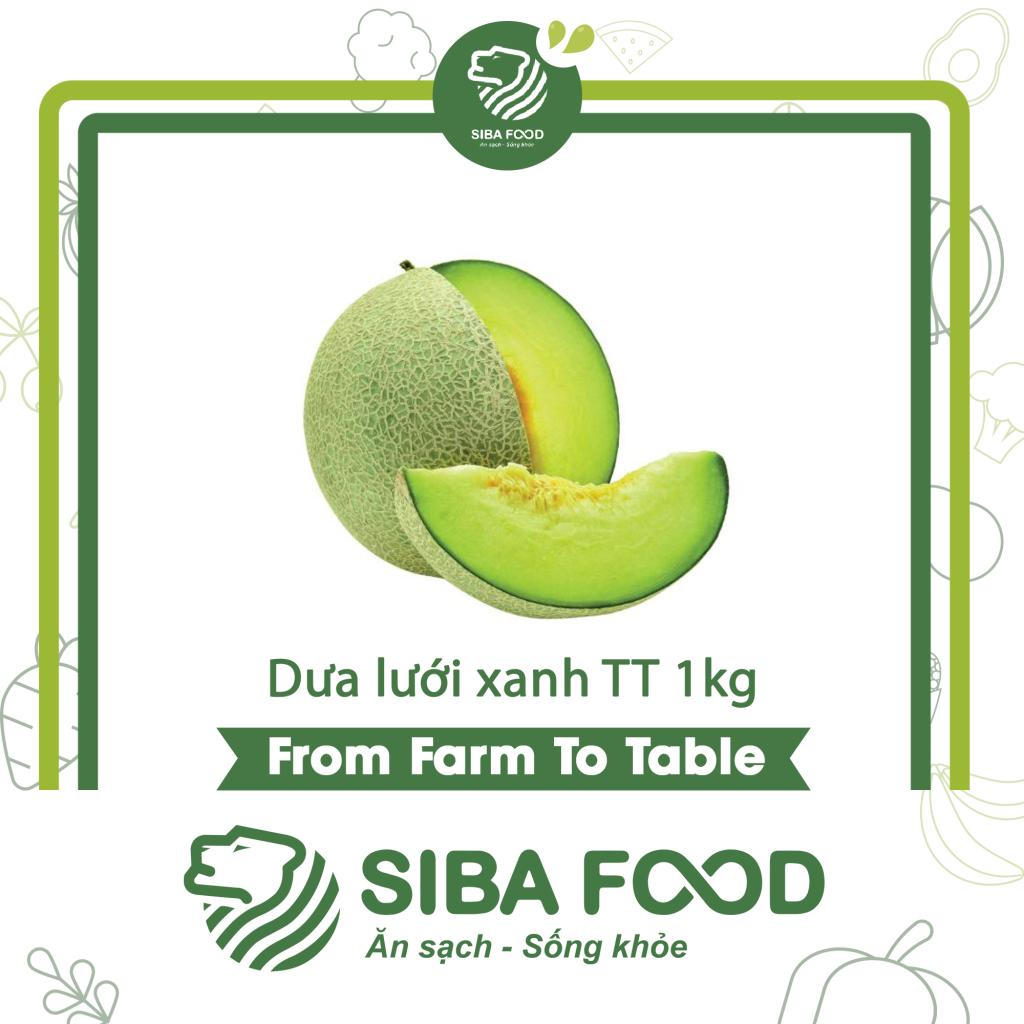 SIBA FOOD
Ăn sạch - Sống khỏe
Dưa lưới xanh TT 1kg
From Farm To Table
SIBA FOOD
Ăn sạch - Sống khỏe